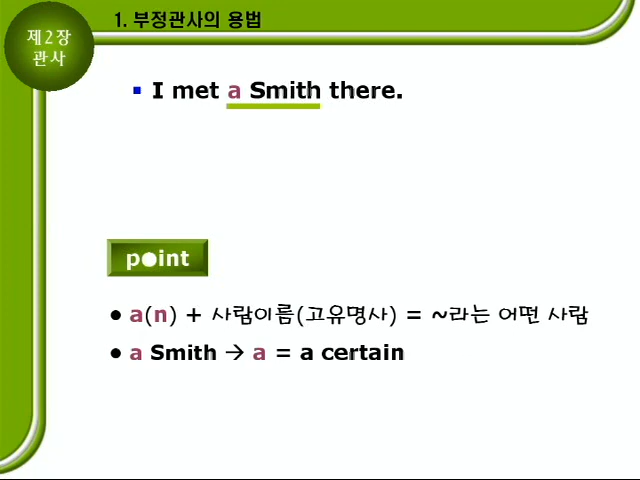 제2장
관사
1. 부정관사의 용법
▪ I met a Smith there.
point
● a(n) + 사람이름(고유명사) = ~라는 어떤 사람
● a Smith → a = a certain